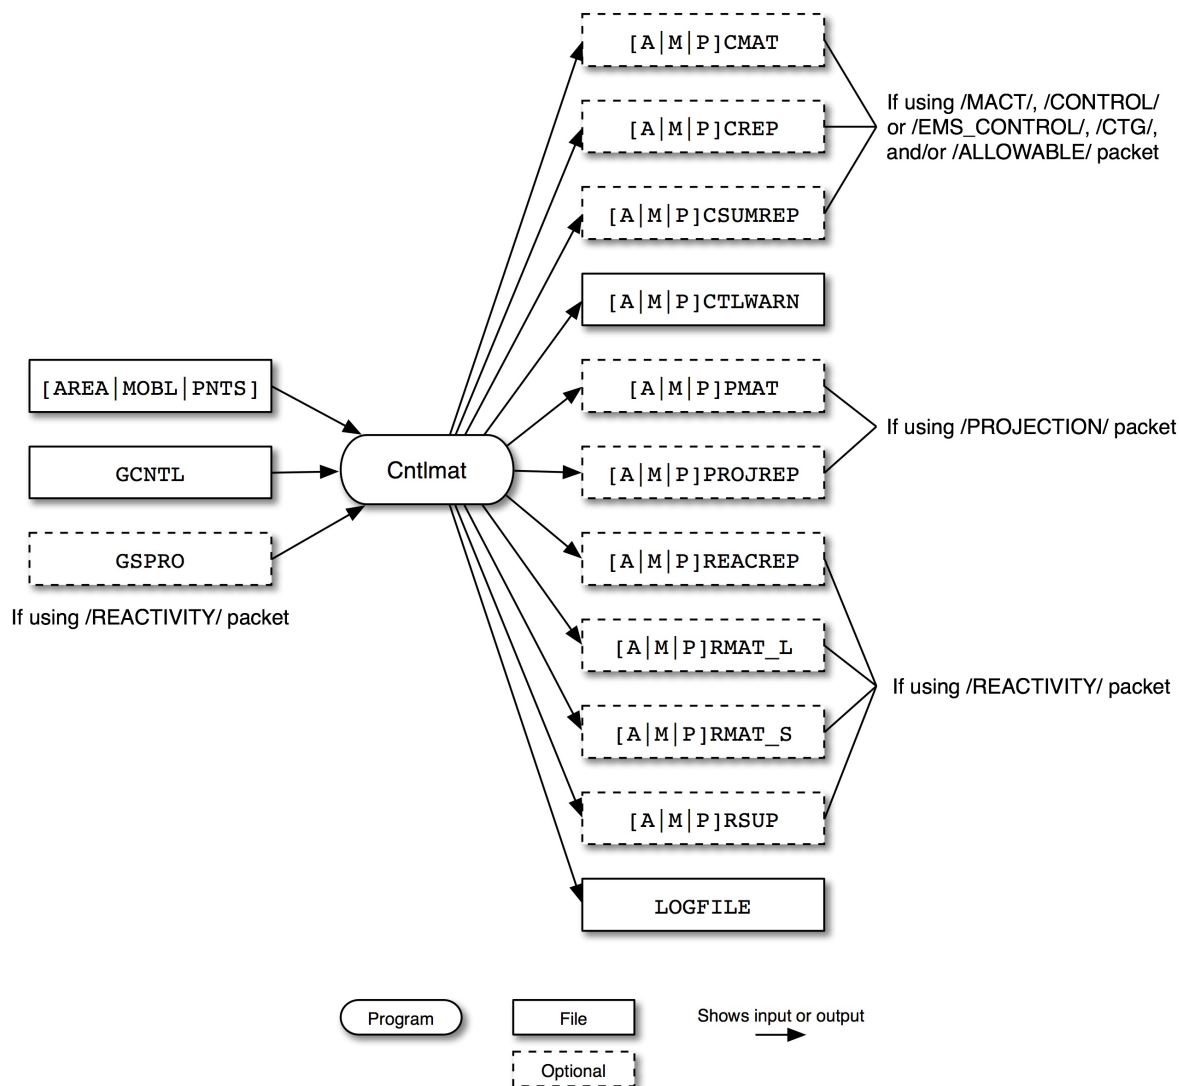 [A|M|P]CMAT
[A|M|P]CREP
[A|M|P]CSUMREP
If using /MACT/, /CONTROL/
or /EMS_CONTROL/, /CTG/,
and/or /ALLOWABLE/ packet
[A|M|P]CTLWARN
[AREA|MOBL|PNTS]
GCNTL
GSPRO
If using /REACTIVITY/ packet
Cntlmat
[A|M|P]PMAT
[A|M|P]PROJREP
If using /PROJECTION/ packet
[A|M|P]REACREP
[A|M|P]RMAT_L
[A|M|P]RMAT_S
[A|M|P]RSUP
If using /REACTIVITY/ packet
LOGFILE
Program
File
Shows input or output
Optional